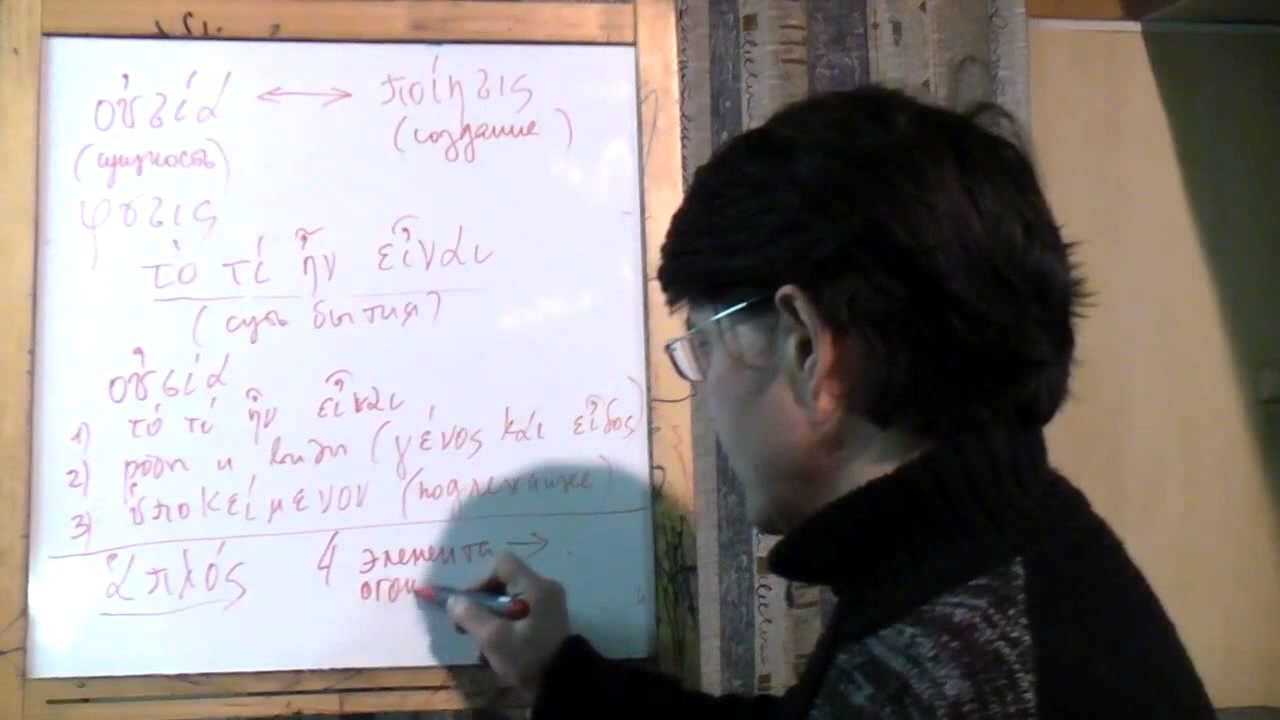 οὐσία ↔ ποίησις
(сущность) (создание)
φύσις
τὸ τί ἦν εἶναι
(суть бытия)
οὐσία
1) τὸ τί ἦν εἶναι
2) роды и виды (γένος καὶ εἶδος)
3) ὑποκείμενον (подлежащее)
ἁπλός 4 элемента →
огонь